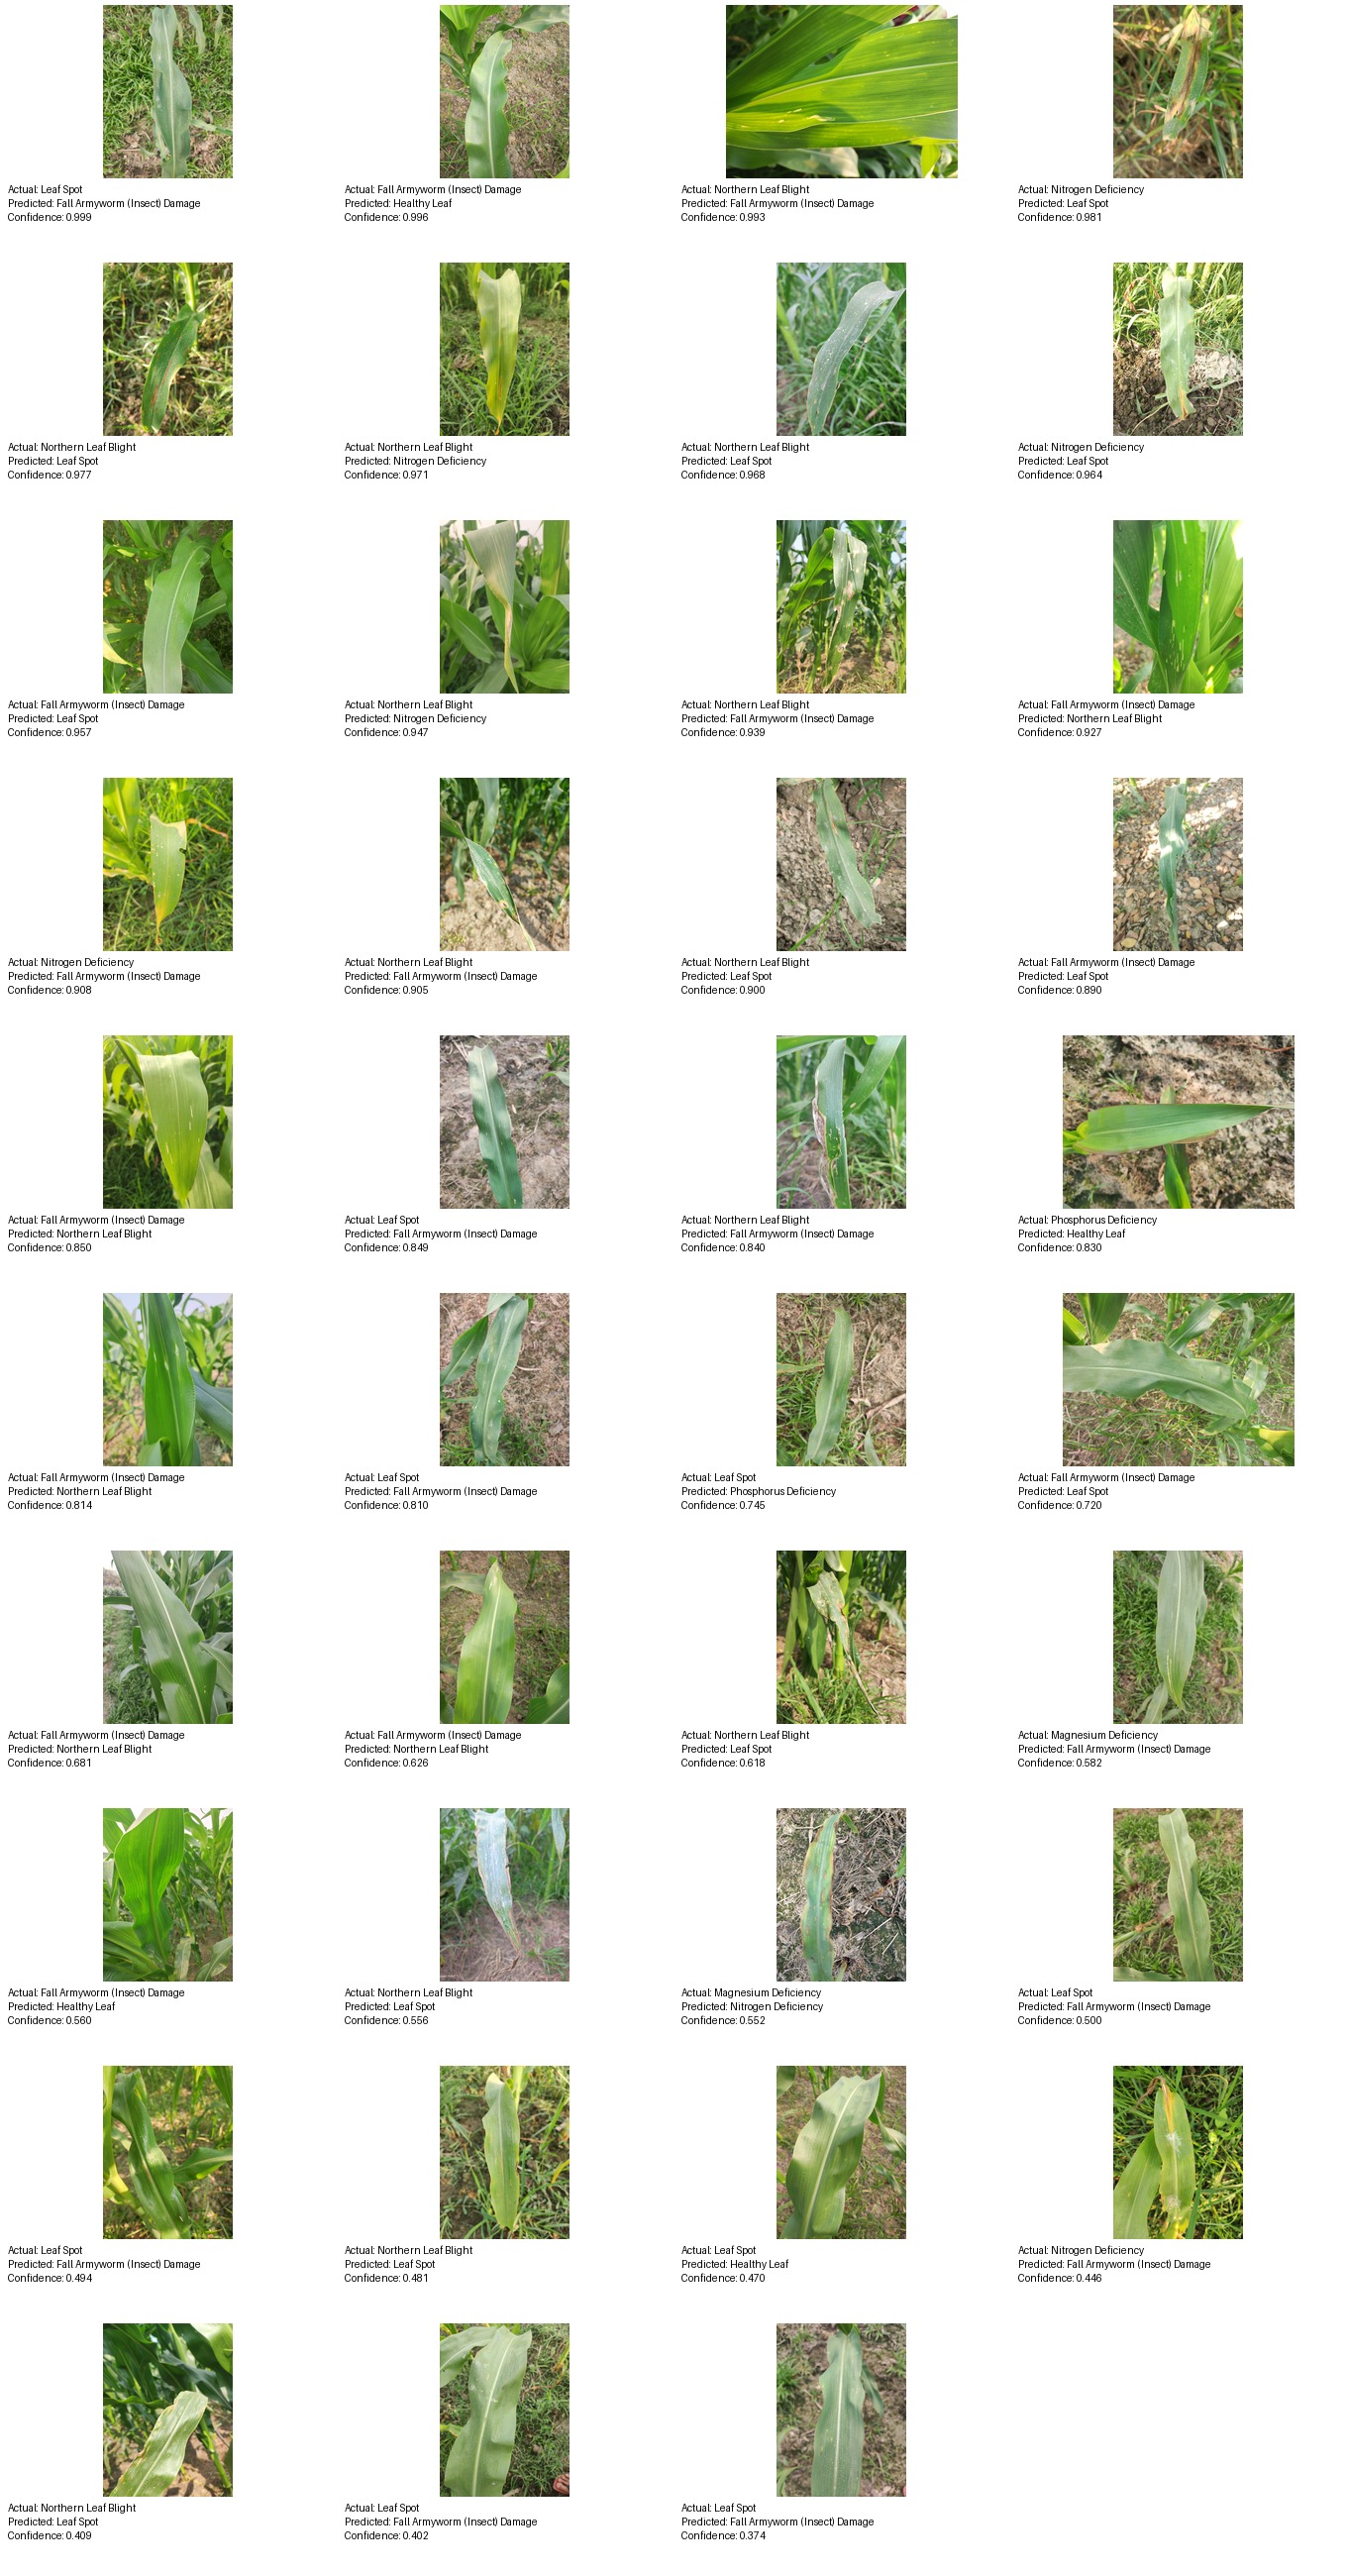 Actual: Leaf Spot
Predicted: Fall Armyworm (Insect) Damage
Confidence: 0.999
Actual: Fall Armyworm (Insect) Damage
Predicted: Healthy Leaf
Confidence: 0.996
Actual: Northern Leaf Blight
Predicted: Fall Armyworm (Insect) Damage
Confidence: 0.993
Actual: Nitrogen Deficiency
Predicted: Leaf Spot
Confidence: 0.981
Actual: Northern Leaf Blight
Predicted: Leaf Spot
Confidence: 0.977
Actual: Northern Leaf Blight
Predicted: Nitrogen Deficiency
Confidence: 0.971
Actual: Northern Leaf Blight
Predicted: Leaf Spot
Confidence: 0.968
Actual: Nitrogen Deficiency
Predicted: Leaf Spot
Confidence: 0.964
Actual: Fall Armyworm (Insect) Damage
Predicted: Leaf Spot
Confidence: 0.957
Actual: Northern Leaf Blight
Predicted: Nitrogen Deficiency
Confidence: 0.947
Actual: Northern Leaf Blight
Predicted: Fall Armyworm (Insect) Damage
Confidence: 0.939
Actual: Fall Armyworm (Insect) Damage
Predicted: Northern Leaf Blight
Confidence: 0.927
Actual: Nitrogen Deficiency
Predicted: Fall Armyworm (Insect) Damage
Confidence: 0.908
Actual: Northern Leaf Blight
Predicted: Fall Armyworm (Insect) Damage
Confidence: 0.905
Actual: Northern Leaf Blight
Predicted: Leaf Spot
Confidence: 0.900
Actual: Fall Armyworm (Insect) Damage
Predicted: Leaf Spot
Confidence: 0.890
Actual: Fall Armyworm (Insect) Damage
Predicted: Northern Leaf Blight
Confidence: 0.850
Actual: Leaf Spot
Predicted: Fall Armyworm (Insect) Damage
Confidence: 0.849
Actual: Northern Leaf Blight
Predicted: Fall Armyworm (Insect) Damage
Confidence: 0.840
Actual: Phosphorus Deficiency
Predicted: Healthy Leaf
Confidence: 0.830
Actual: Fall Armyworm (Insect) Damage
Predicted: Northern Leaf Blight
Confidence: 0.814
Actual: Leaf Spot
Predicted: Fall Armyworm (Insect) Damage
Confidence: 0.810
Actual: Leaf Spot
Predicted: Phosphorus Deficiency
Confidence: 0.745
Actual: Fall Armyworm (Insect) Damage
Predicted: Leaf Spot
Confidence: 0.720
Actual: Fall Armyworm (Insect) Damage
Predicted: Northern Leaf Blight
Confidence: 0.681
Actual: Fall Armyworm (Insect) Damage
Predicted: Northern Leaf Blight
Confidence: 0.626
Actual: Northern Leaf Blight
Predicted: Leaf Spot
Confidence: 0.618
Actual: Magnesium Deficiency
Predicted: Fall Armyworm (Insect) Damage
Confidence: 0.582
Actual: Fall Armyworm (Insect) Damage
Predicted: Healthy Leaf
Confidence: 0.560
Actual: Northern Leaf Blight
Predicted: Leaf Spot
Confidence: 0.556
Actual: Magnesium Deficiency
Predicted: Nitrogen Deficiency
Confidence: 0.552
Actual: Leaf Spot
Predicted: Fall Armyworm (Insect) Damage
Confidence: 0.500
Actual: Leaf Spot
Predicted: Fall Armyworm (Insect) Damage
Confidence: 0.494
Actual: Northern Leaf Blight
Predicted: Leaf Spot
Confidence: 0.481
Actual: Leaf Spot
Predicted: Healthy Leaf
Confidence: 0.470
Actual: Nitrogen Deficiency
Predicted: Fall Armyworm (Insect) Damage
Confidence: 0.446
Actual: Northern Leaf Blight
Predicted: Leaf Spot
Confidence: 0.409
Actual: Leaf Spot
Predicted: Fall Armyworm (Insect) Damage
Confidence: 0.402
Actual: Leaf Spot
Predicted: Fall Armyworm (Insect) Damage
Confidence: 0.374